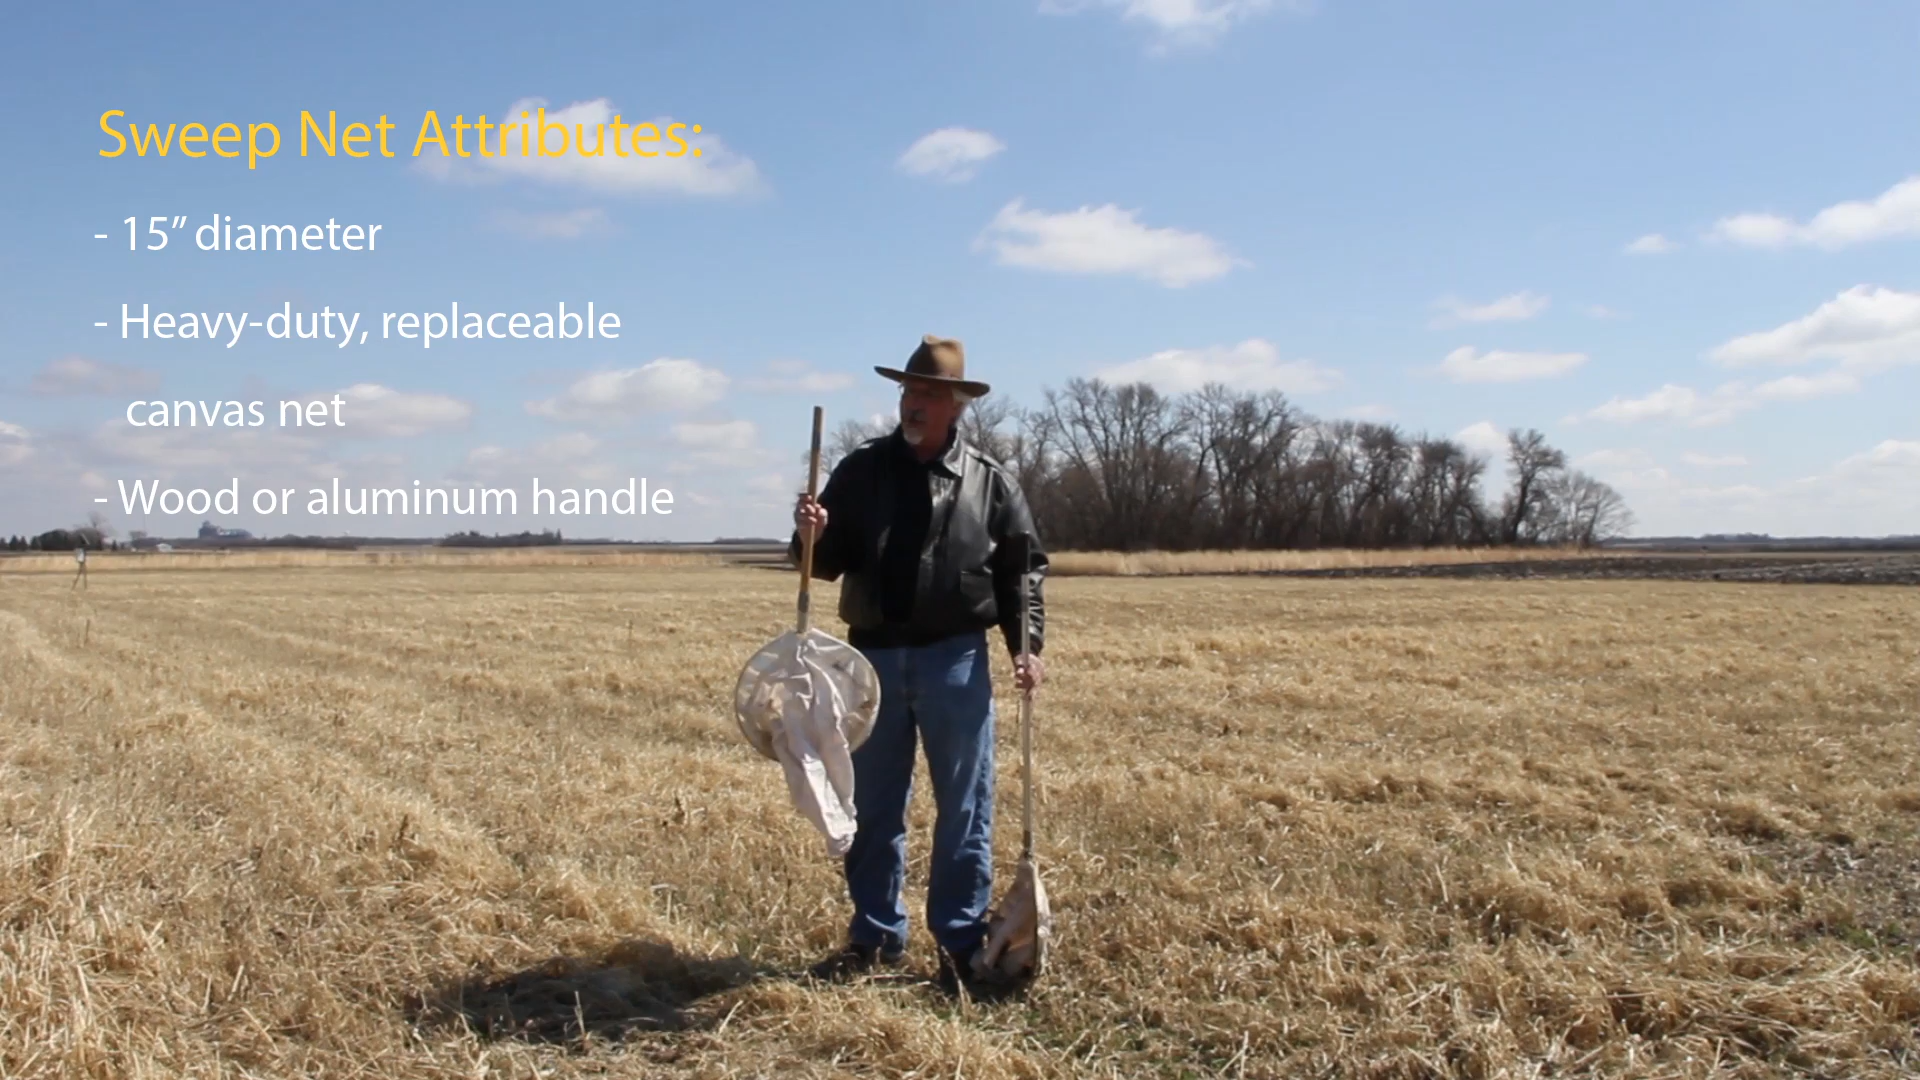 Sweep Net Attributes:
- 15” diameter
- Heavy-duty, replaceable
canvas net
- Wood or aluminum handle